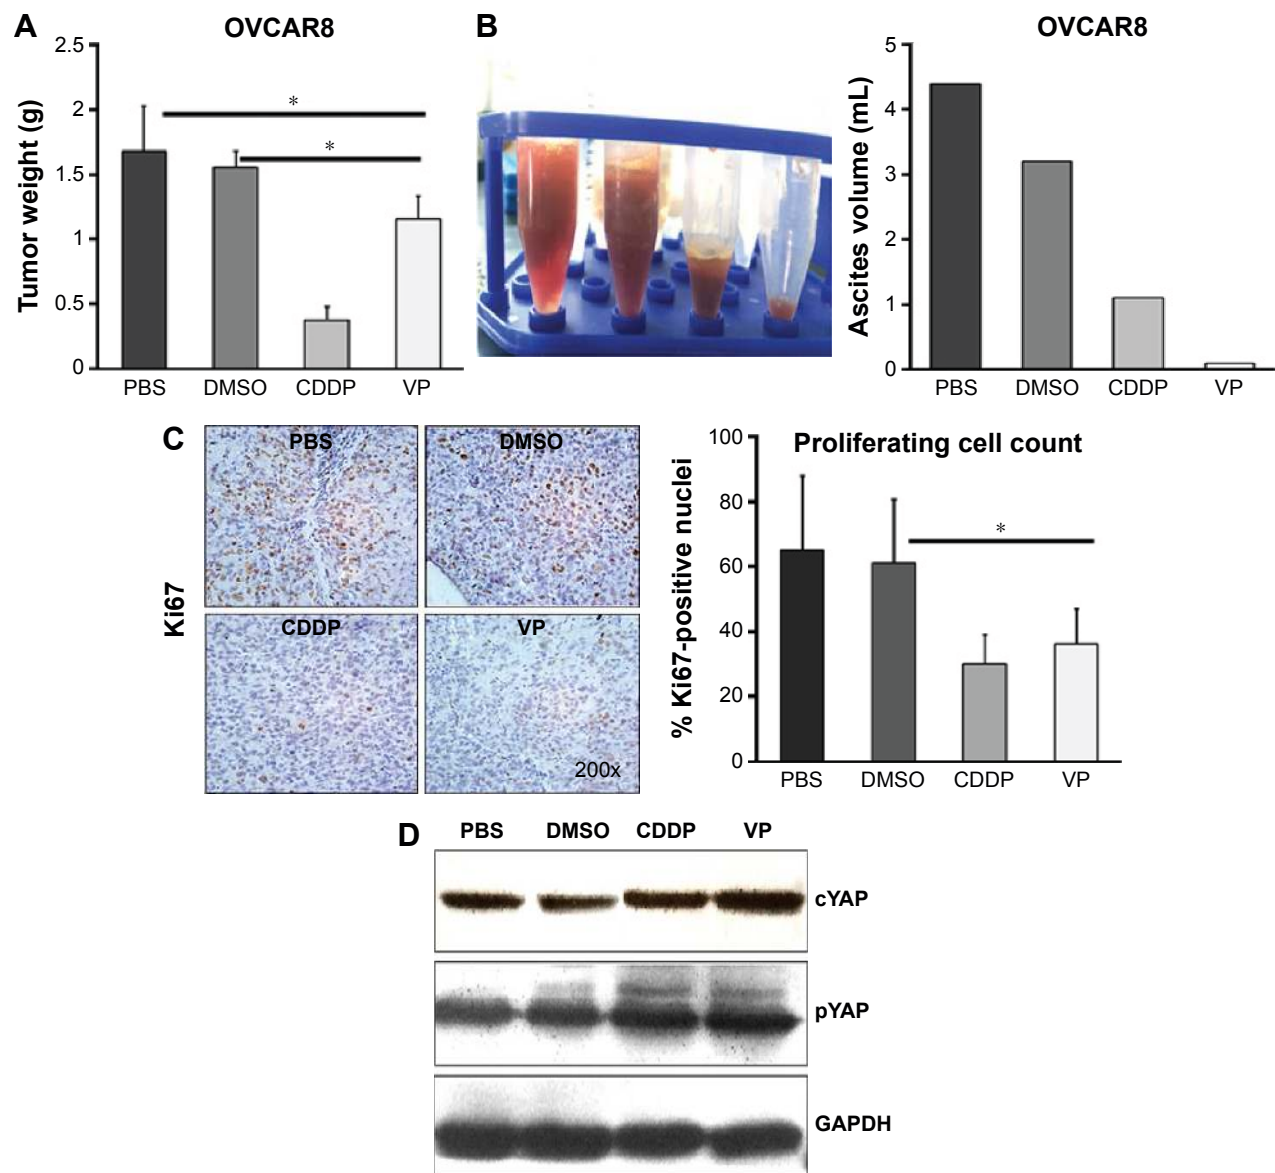 A
OVCAR8
Tumor weight (g)
2.5
2
1.5
1
0.5
0
*
*
PBS DMSO CDDP VP
B
OVCAR8
Ascites volume (mL)
5
4
3
2
1
0
PBS DMSO CDDP VP
C
Ki67
PBS
DMSO
CDDP
VP
200x
Proliferating cell count
% Ki67-positive nuclei
100
80
60
40
20
0
*
PBS DMSO CDDP VP
D
PBS DMSO CDDP VP
cYAP
pYAP
GAPDH